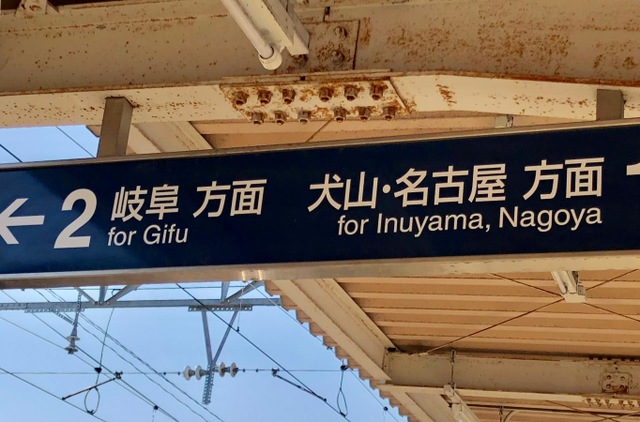 ← 2 岐阜 方面
for Gifu
犬山・名古屋 方面
for Inuyama, Nagoya